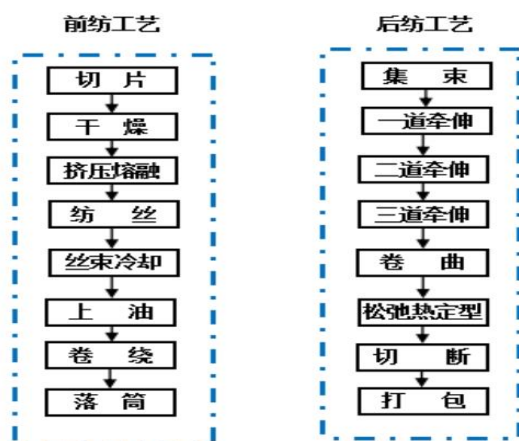 前纺工艺
切 片
干 燥
挤压熔融
纺 丝
丝束冷却
上 油
卷 绕
落 筒
后纺工艺
集 束
一道牵伸
二道牵伸
三道牵伸
卷 曲
松弛热定型
切 断
打 包